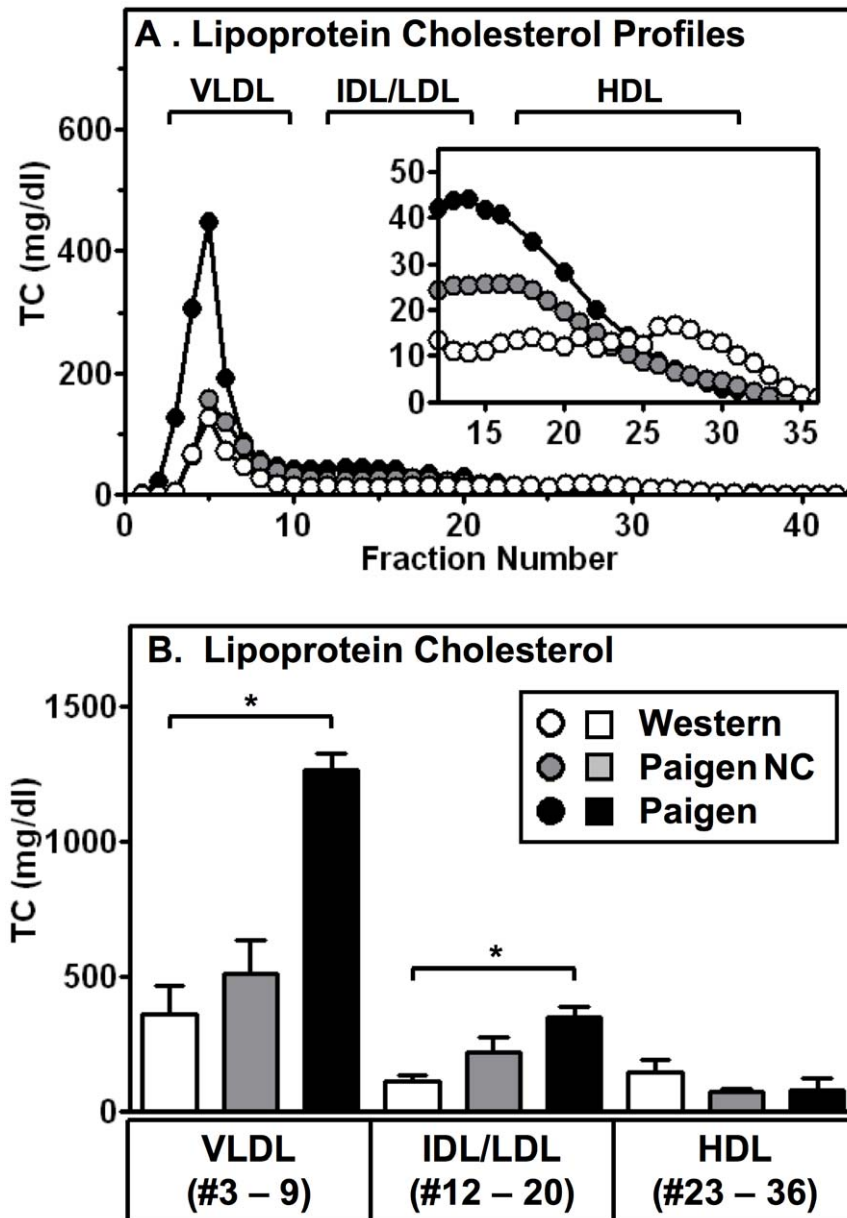 A . Lipoprotein Cholesterol Profiles
VLDL IDL/LDL HDL
TC (mg/dl)
600
400
200
0
50
40
30
20
10
0
15 20 25 30 35
0 10 20 30 40
Fraction Number
B. Lipoprotein Cholesterol
TC (mg/dl)
1500
1000
500
0
* *
Western
Paigen NC
Paigen
VLDL IDL/LDL HDL
(#3 – 9) (#12 – 20) (#23 – 36)